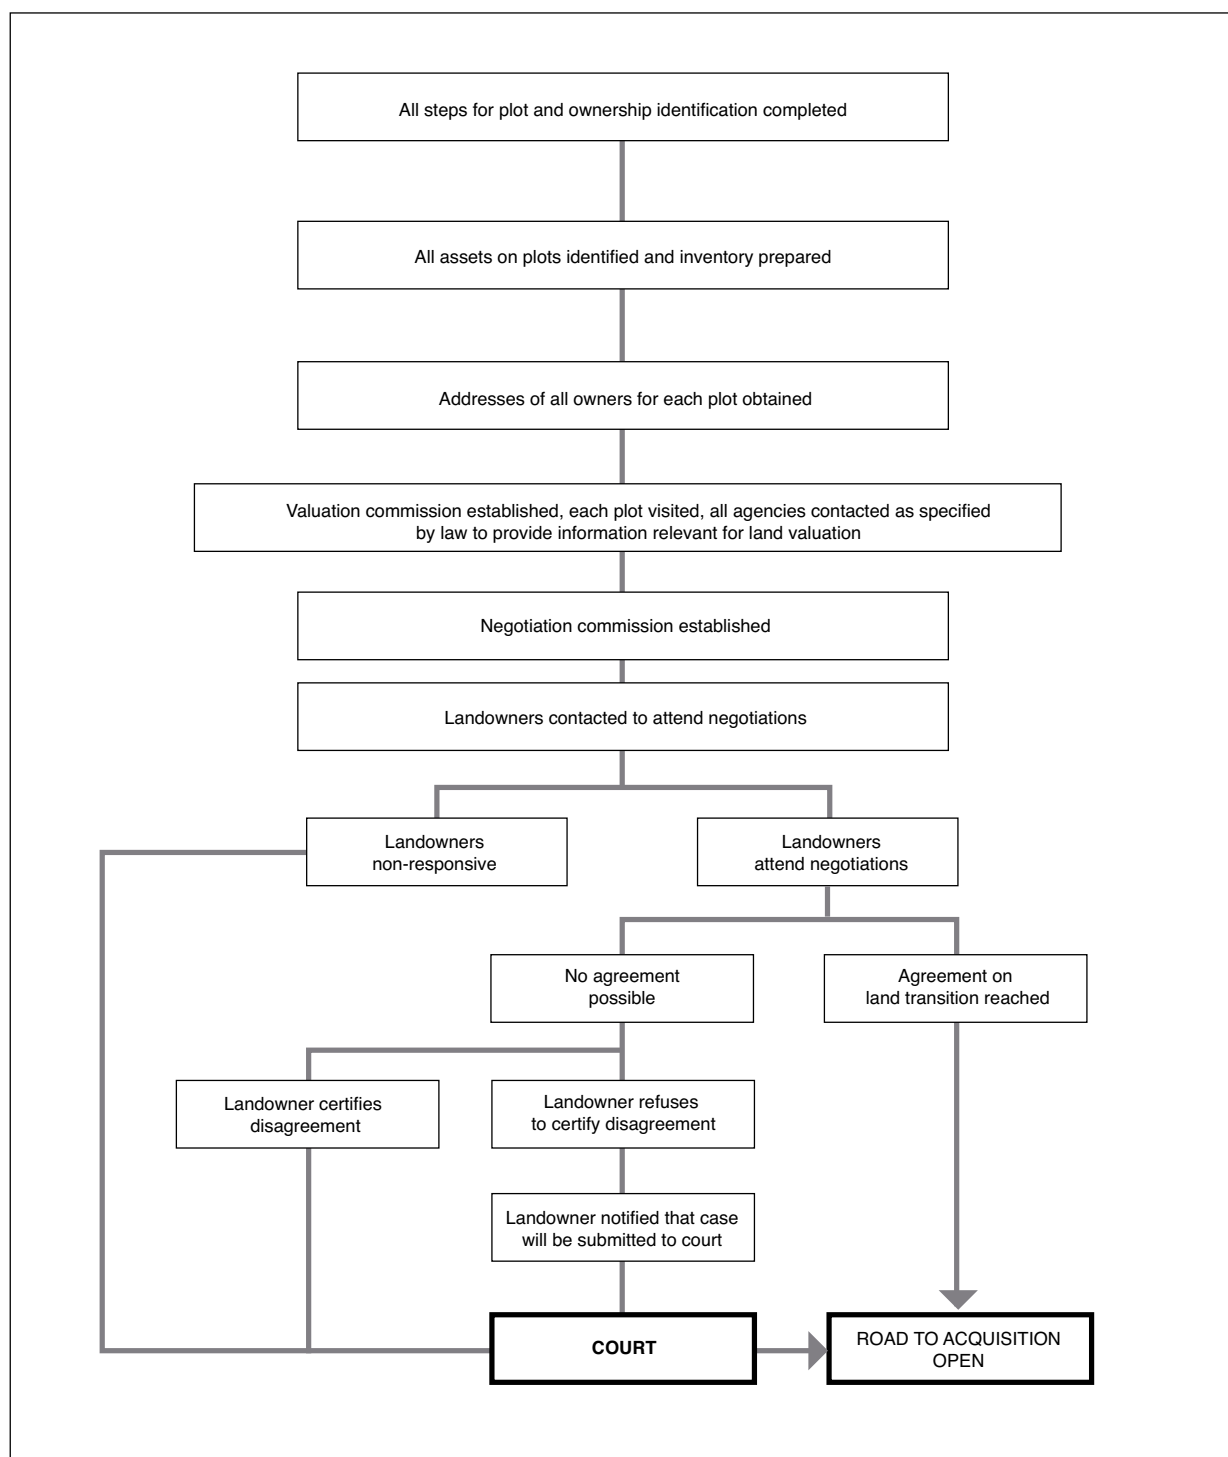 All steps for plot and ownership identification completed
All assets on plots identified and inventory prepared
Addresses of all owners for each plot obtained
Valuation commission established, each plot visited, all agencies contacted as specified
by law to provide information relevant for land valuation
Negotiation commission established
Landowners contacted to attend negotiations
Landowners
non-responsive
Landowners
attend negotiations
No agreement
possible
Agreement on
land transition reached
Landowner certifies
disagreement
Landowner refuses
to certify disagreement
Landowner notified that case
will be submitted to court
COURT
ROAD TO ACQUISITION
OPEN